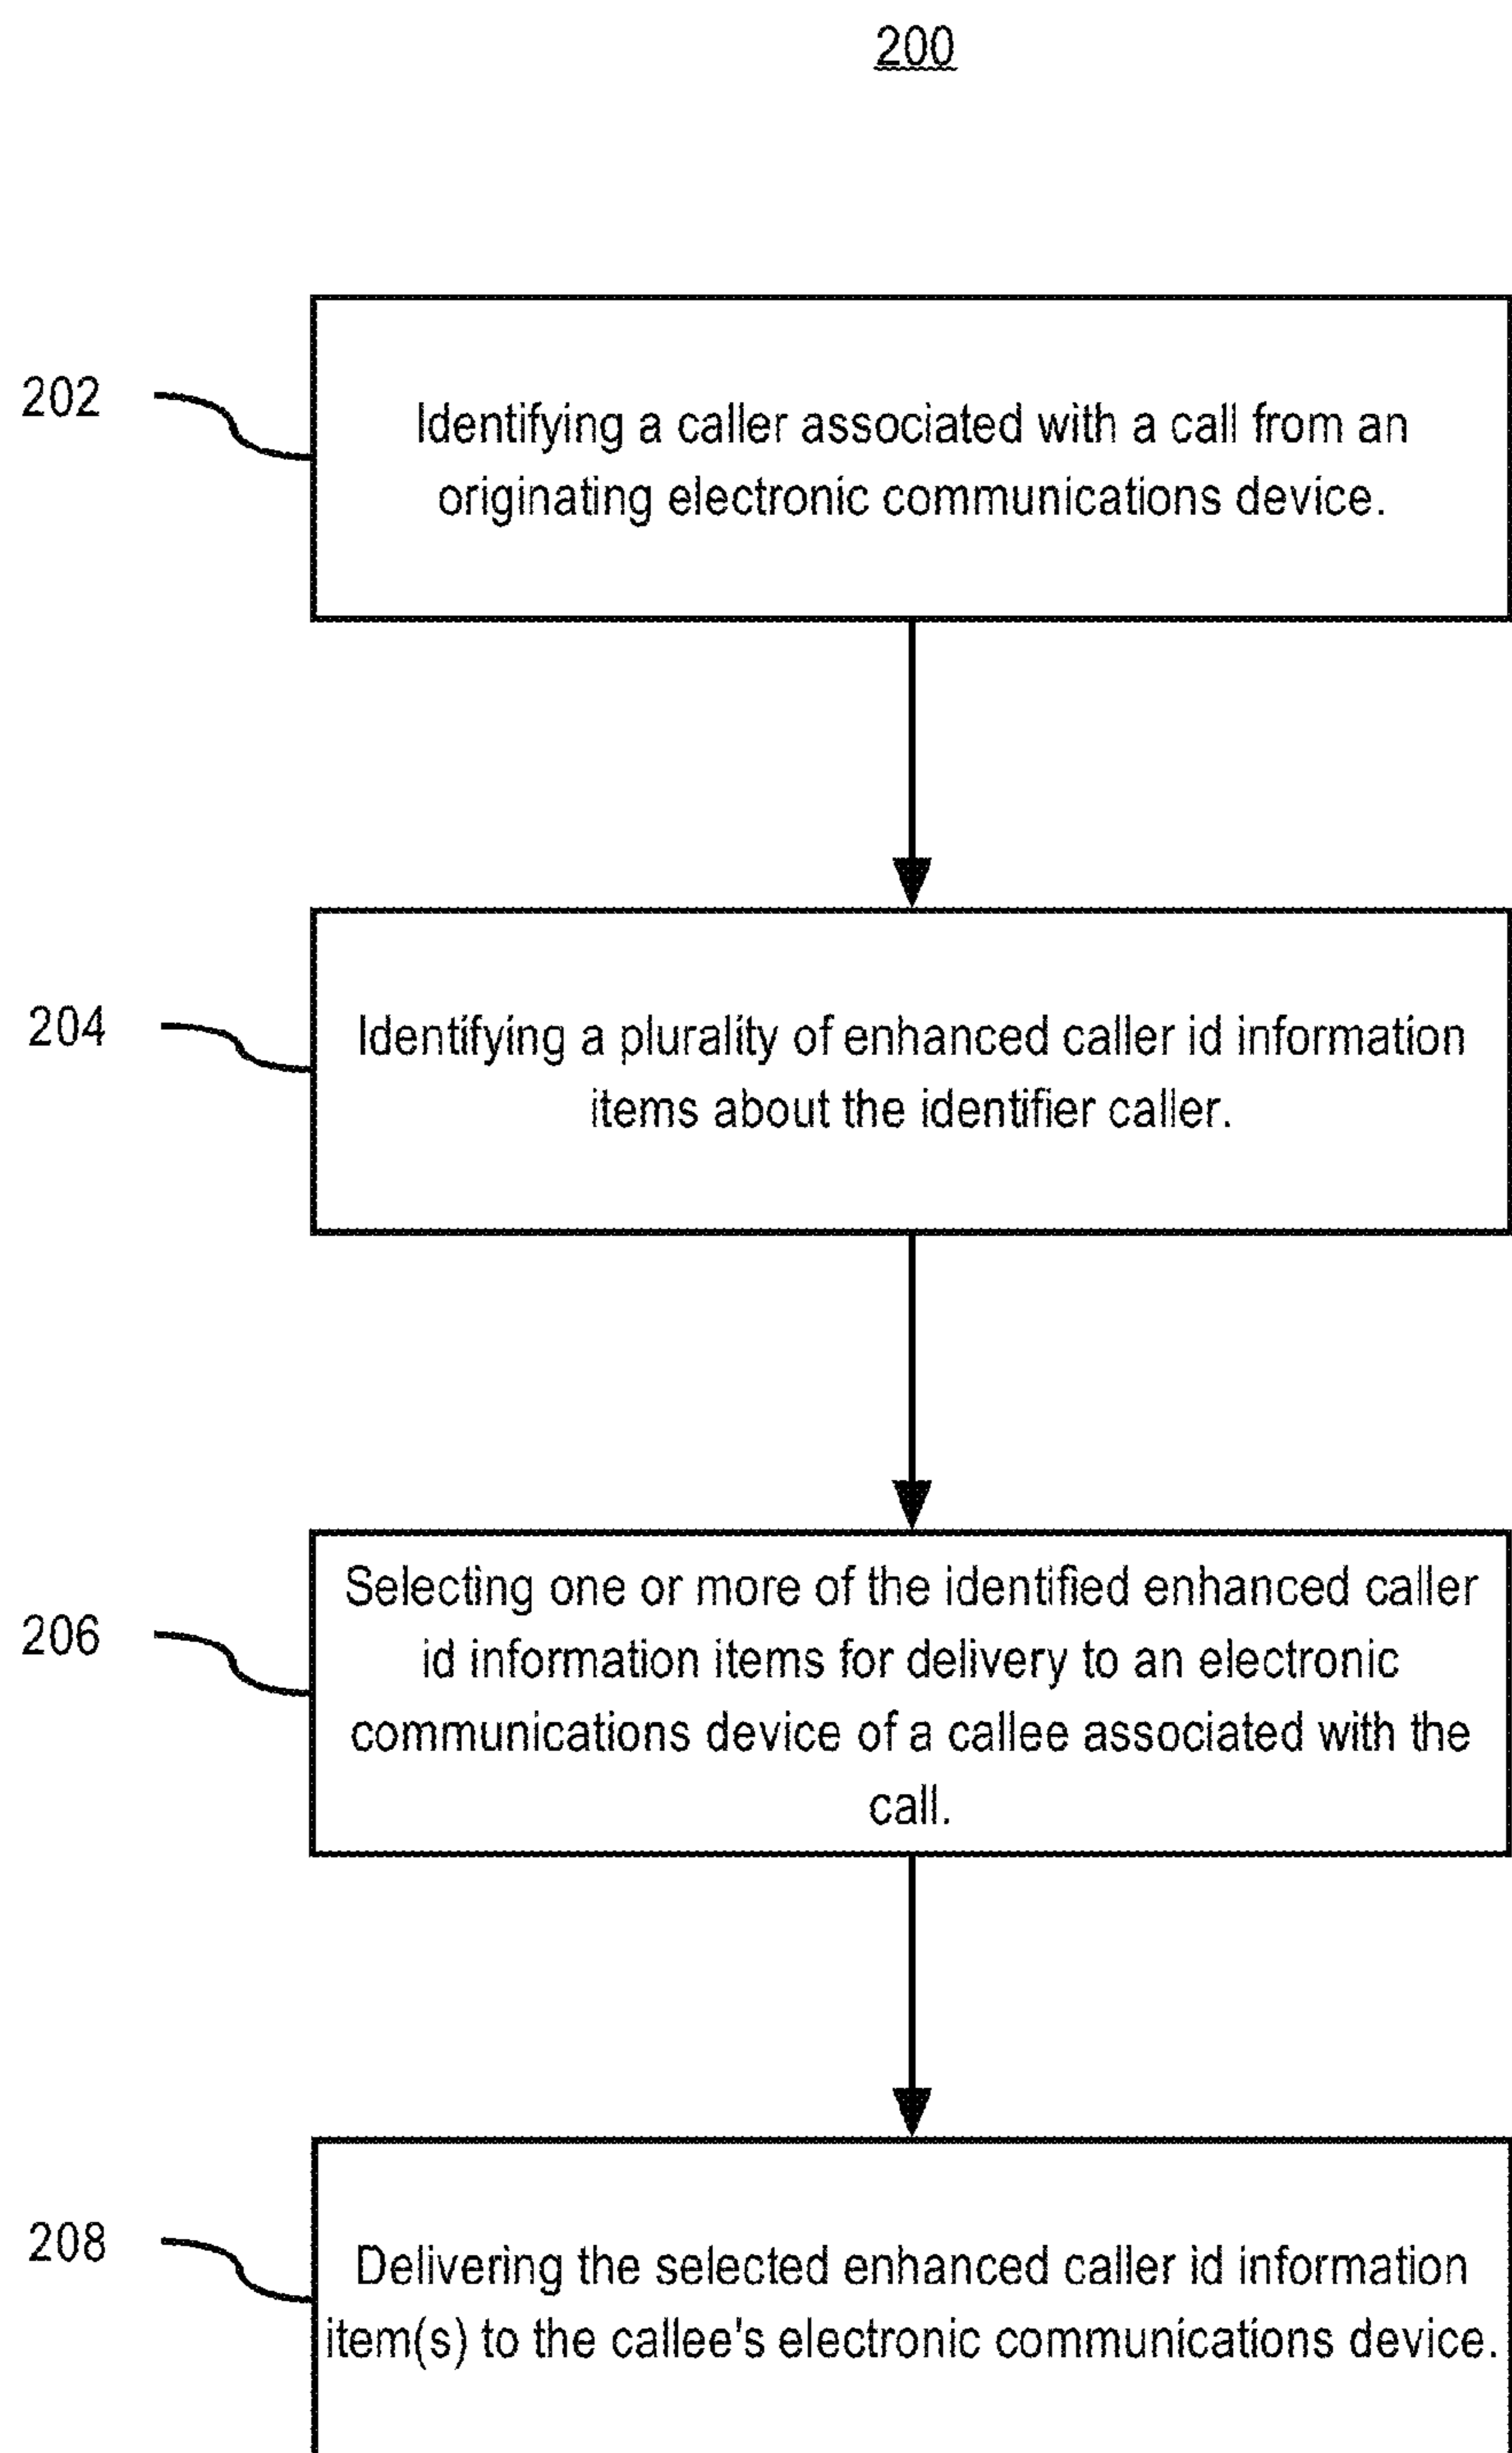 200
202
Identifying a caller associated with a call from an
originating electronic communications device.
204
Identifying a plurality of enhanced caller id information
items about the identifier caller.
206
Selecting one or more of the identified enhanced caller
id information items for delivery to an electronic
communications device of a callee associated with the
call.
208
Delivering the selected enhanced caller id information
item(s) to the callee's electronic communications device.